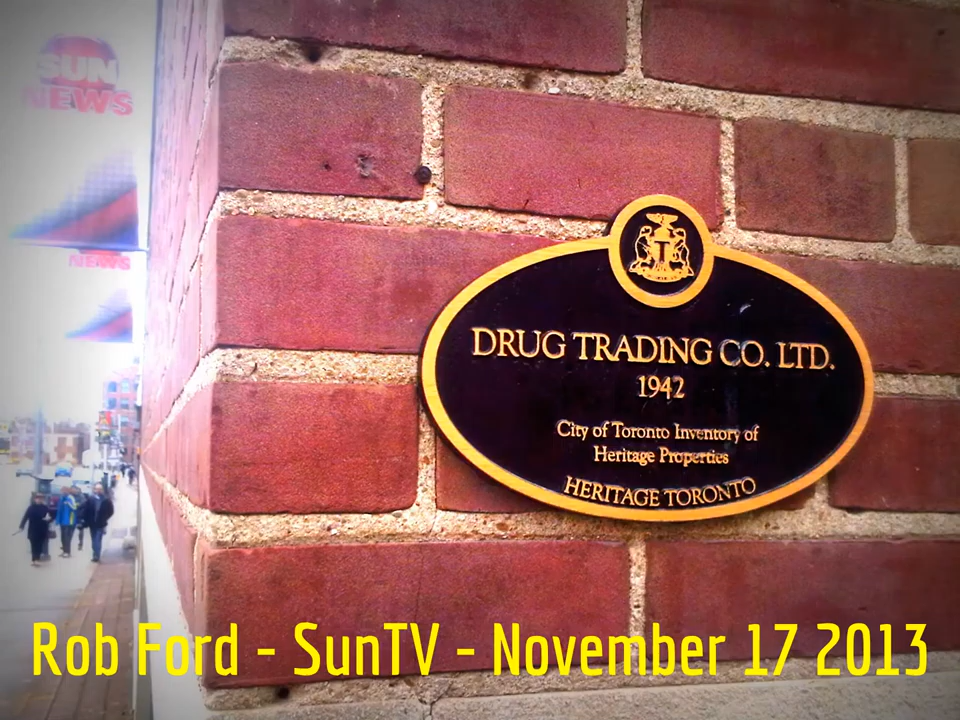 SUN
NEWS
NEWS
DRUG TRADING CO. LTD.
1942
City of Toronto Inventory of
Heritage Properties
HERITAGE TORONTO
Rob Ford - SunTV - November 17 2013